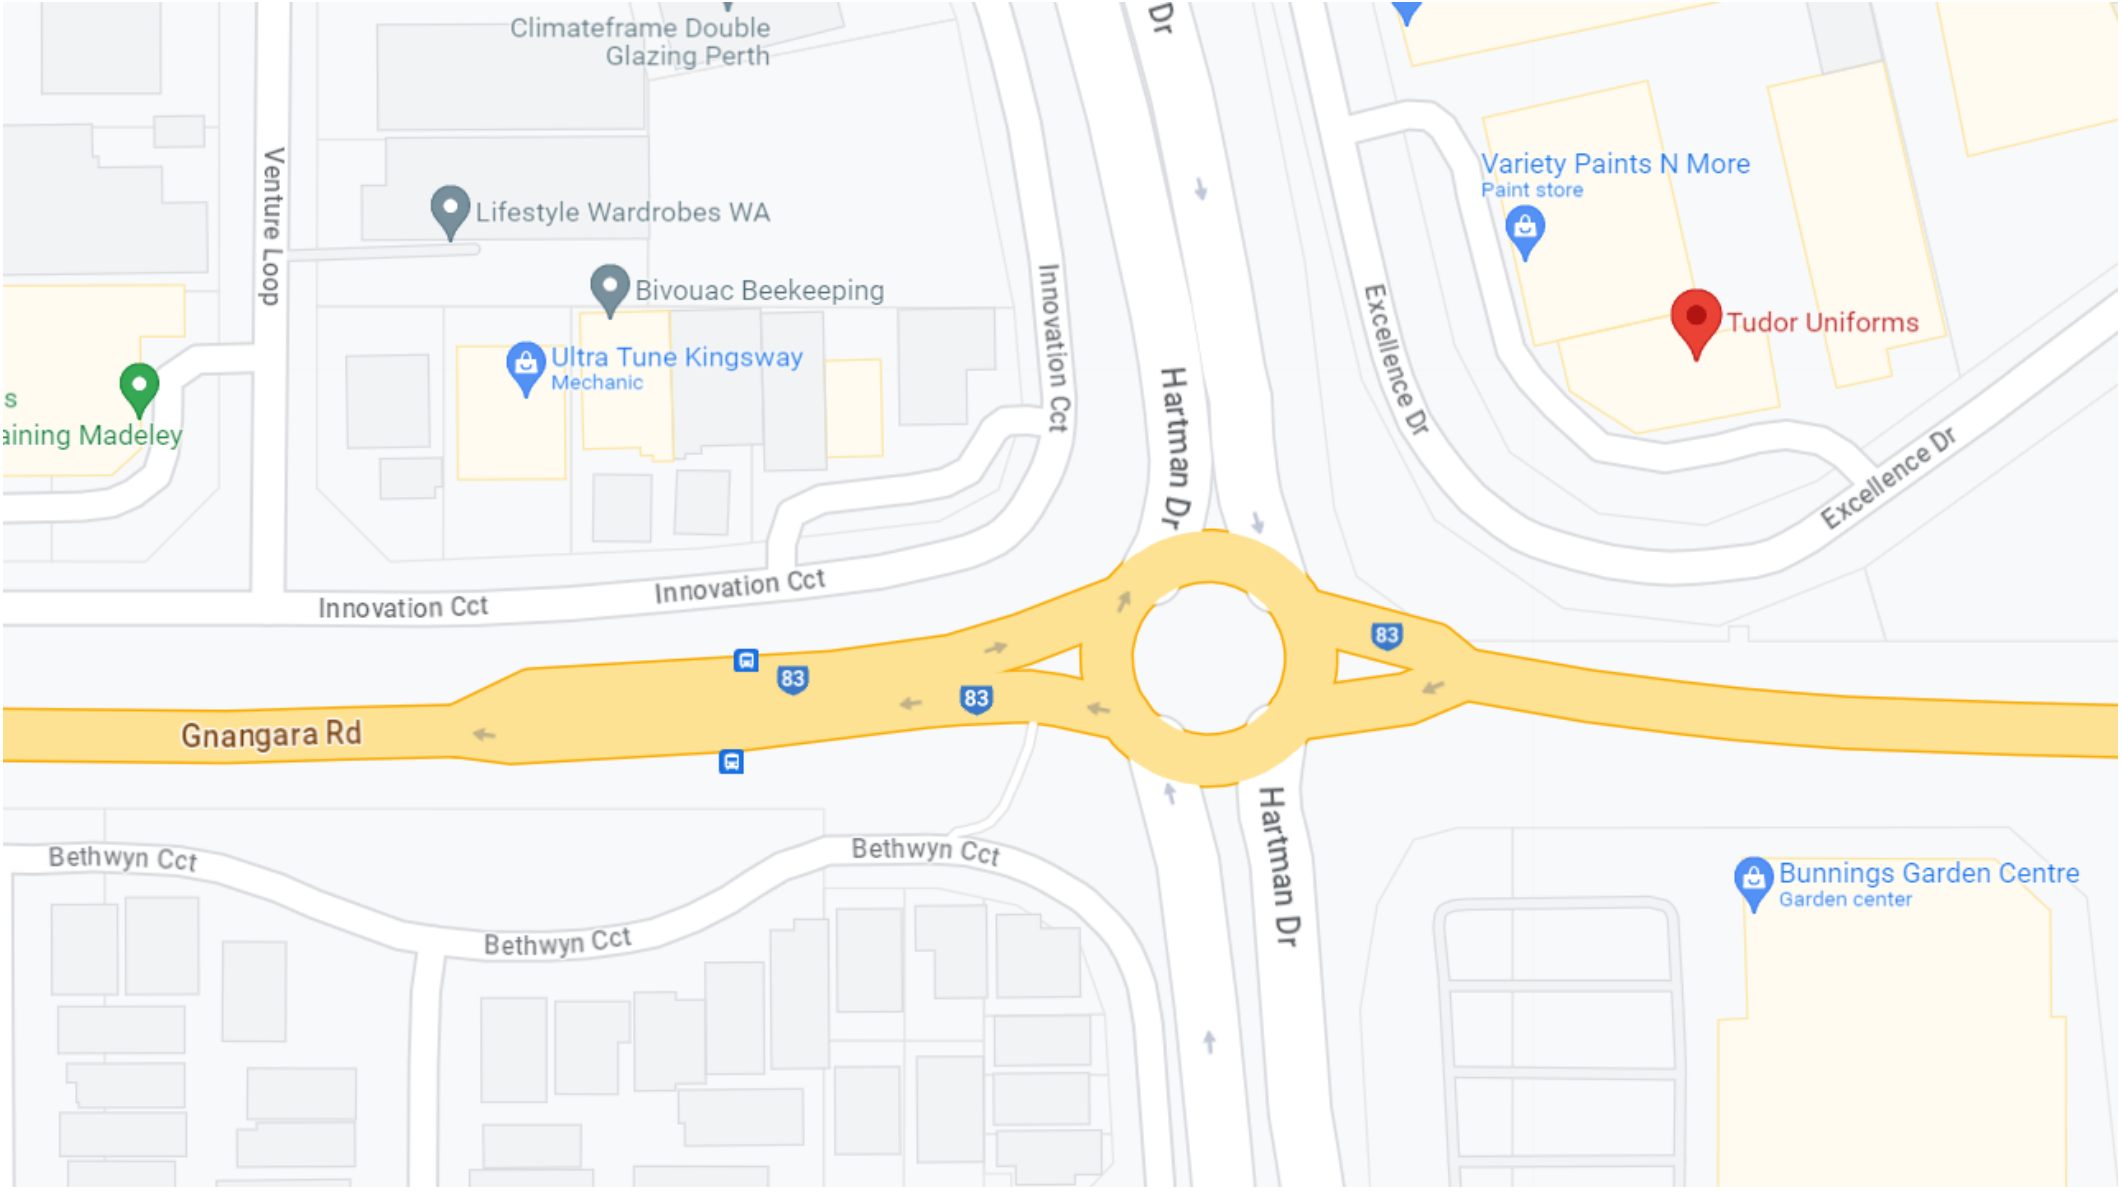 Climateframe Double
Glazing Perth
Dr
Variety Paints N More
Paint store
Venture Loop
Lifestyle Wardrobes WA
Bivouac Beekeeping
Innovation Cct
Excellence Dr
Tudor Uniforms
Ultra Tune Kingsway
Mechanic
s
aining Madeley
Hartman Dr
Excellence Dr
Innovation Cct
Innovation Cct
83
83
83
Gnangara Rd
Hartman Dr
Bethwyn Cct
Bethwyn Cct
Bethwyn Cct
Bunnings Garden Centre
Garden center